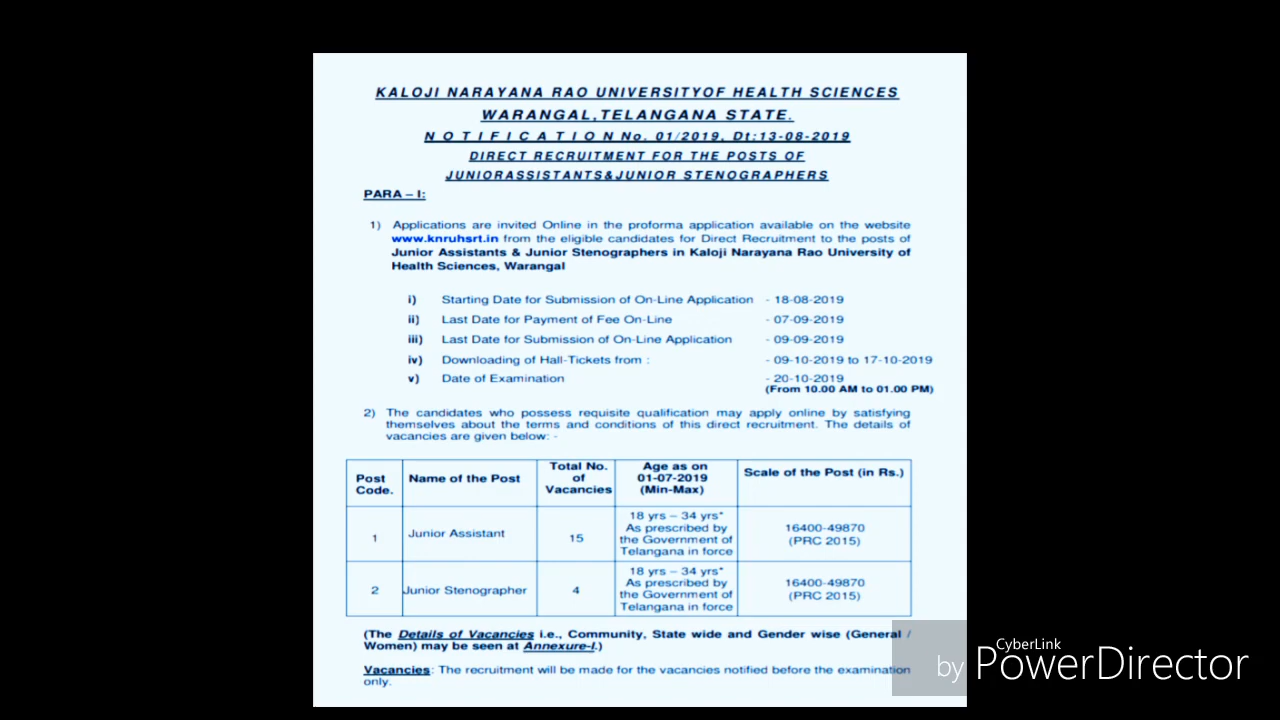 KALOJI NARAYANA RAO UNIVERSITYOF HEALTH SCIENCES
WARANGAL,TELANGANA STATE.
N O T I F I C A T I O N No. 01/2019, Dt:13-08-2019
DIRECT RECRUITMENT FOR THE POSTS OF
JUNIORASSISTANTS&JUNIOR STENOGRAPHERS
PARA – I:
1) Applications are invited Online in the proforma application available on the website
www.knruhsrt.in from the eligible candidates for Direct Recruitment to the posts of
Junior Assistants & Junior Stenographers in Kaloji Narayana Rao University of
Health Sciences, Warangal
i) Starting Date for Submission of On-Line Application - 18-08-2019
ii) Last Date for Payment of Fee On-Line - 07-09-2019
iii) Last Date for Submission of On-Line Application - 09-09-2019
iv) Downloading of Hall-Tickets from : - 09-10-2019 to 17-10-2019
v) Date of Examination - 20-10-2019
(From 10.00 AM to 01.00 PM)
2) The candidates who possess requisite qualification may apply online by satisfying
themselves about the terms and conditions of this direct recruitment. The details of
vacancies are given below: -
Post Code. Name of the Post Total No. of Vacancies Age as on 01-07-2019 (Min-Max) Scale of the Post (in Rs.)
1 Junior Assistant 15 18 yrs – 34 yrs* As prescribed by the Government of Telangana in force 16400-49870 (PRC 2015)
2 Junior Stenographer 4 18 yrs – 34 yrs* As prescribed by the Government of Telangana in force 16400-49870 (PRC 2015)
(The Details of Vacancies i.e., Community, State wide and Gender wise (General /
Women) may be seen at Annexure-I.)
Vacancies: The recruitment will be made for the vacancies notified before the examination
only.
CyberLink
by PowerDirector